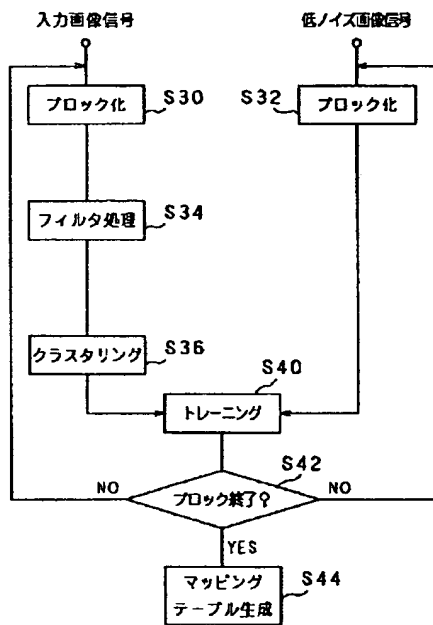 入力画像信号
低ノイズ画像信号
ブロック化
S30
S32
ブロック化
フィルタ処理
S34
クラスタリング
S36
S40
トレーニング
S42
NO
ブロック終了?
NO
YES
マッピング
テーブル生成
S44